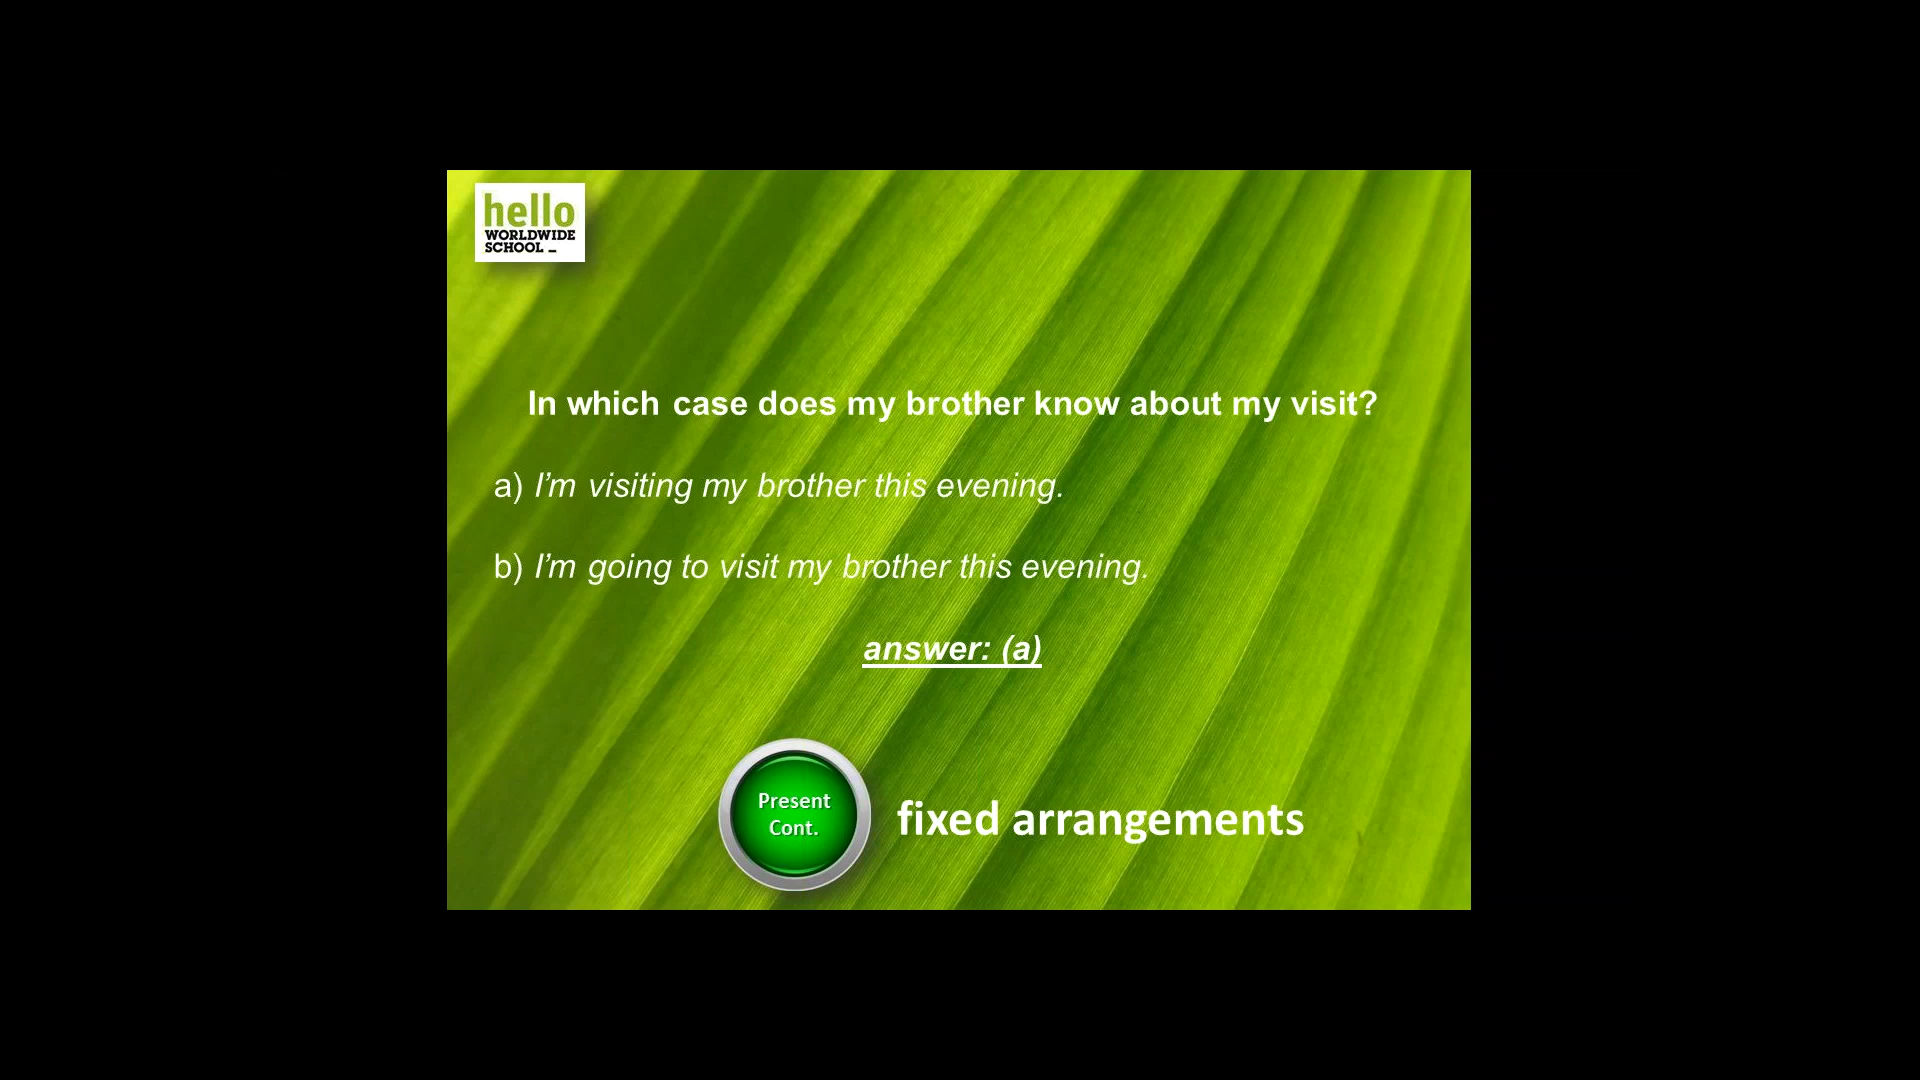 hello
WORLDWIDE
SCHOOL _
In which case does my brother know about my visit?
a) I’m visiting my brother this evening.
b) I’m going to visit my brother this evening.
answer: (a)
Present
Cont.
fixed arrangements